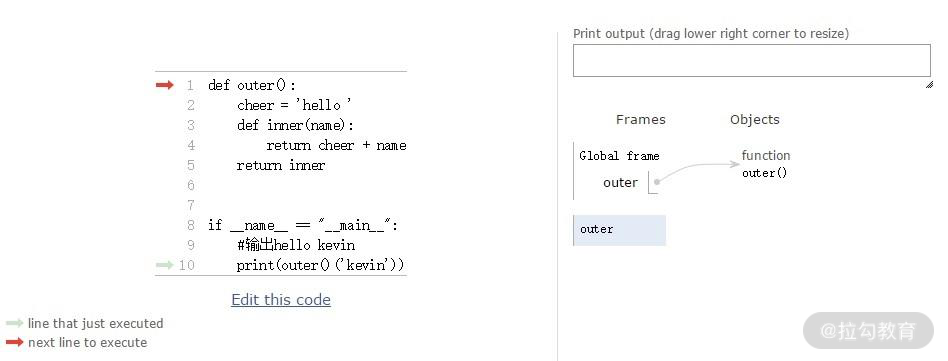 1 def outer():
2 cheer = 'hello '
3 def inner(name):
4 return cheer + name
5 return inner
6
7
8 if __name__ == "__main__":
9 #输出hello kevin
10 print(outer()('kevin'))
Edit this code
line that just executed
next line to execute
Print output (drag lower right corner to resize)
Frames Objects
Global frame function
outer outer()
outer
@拉勾教育